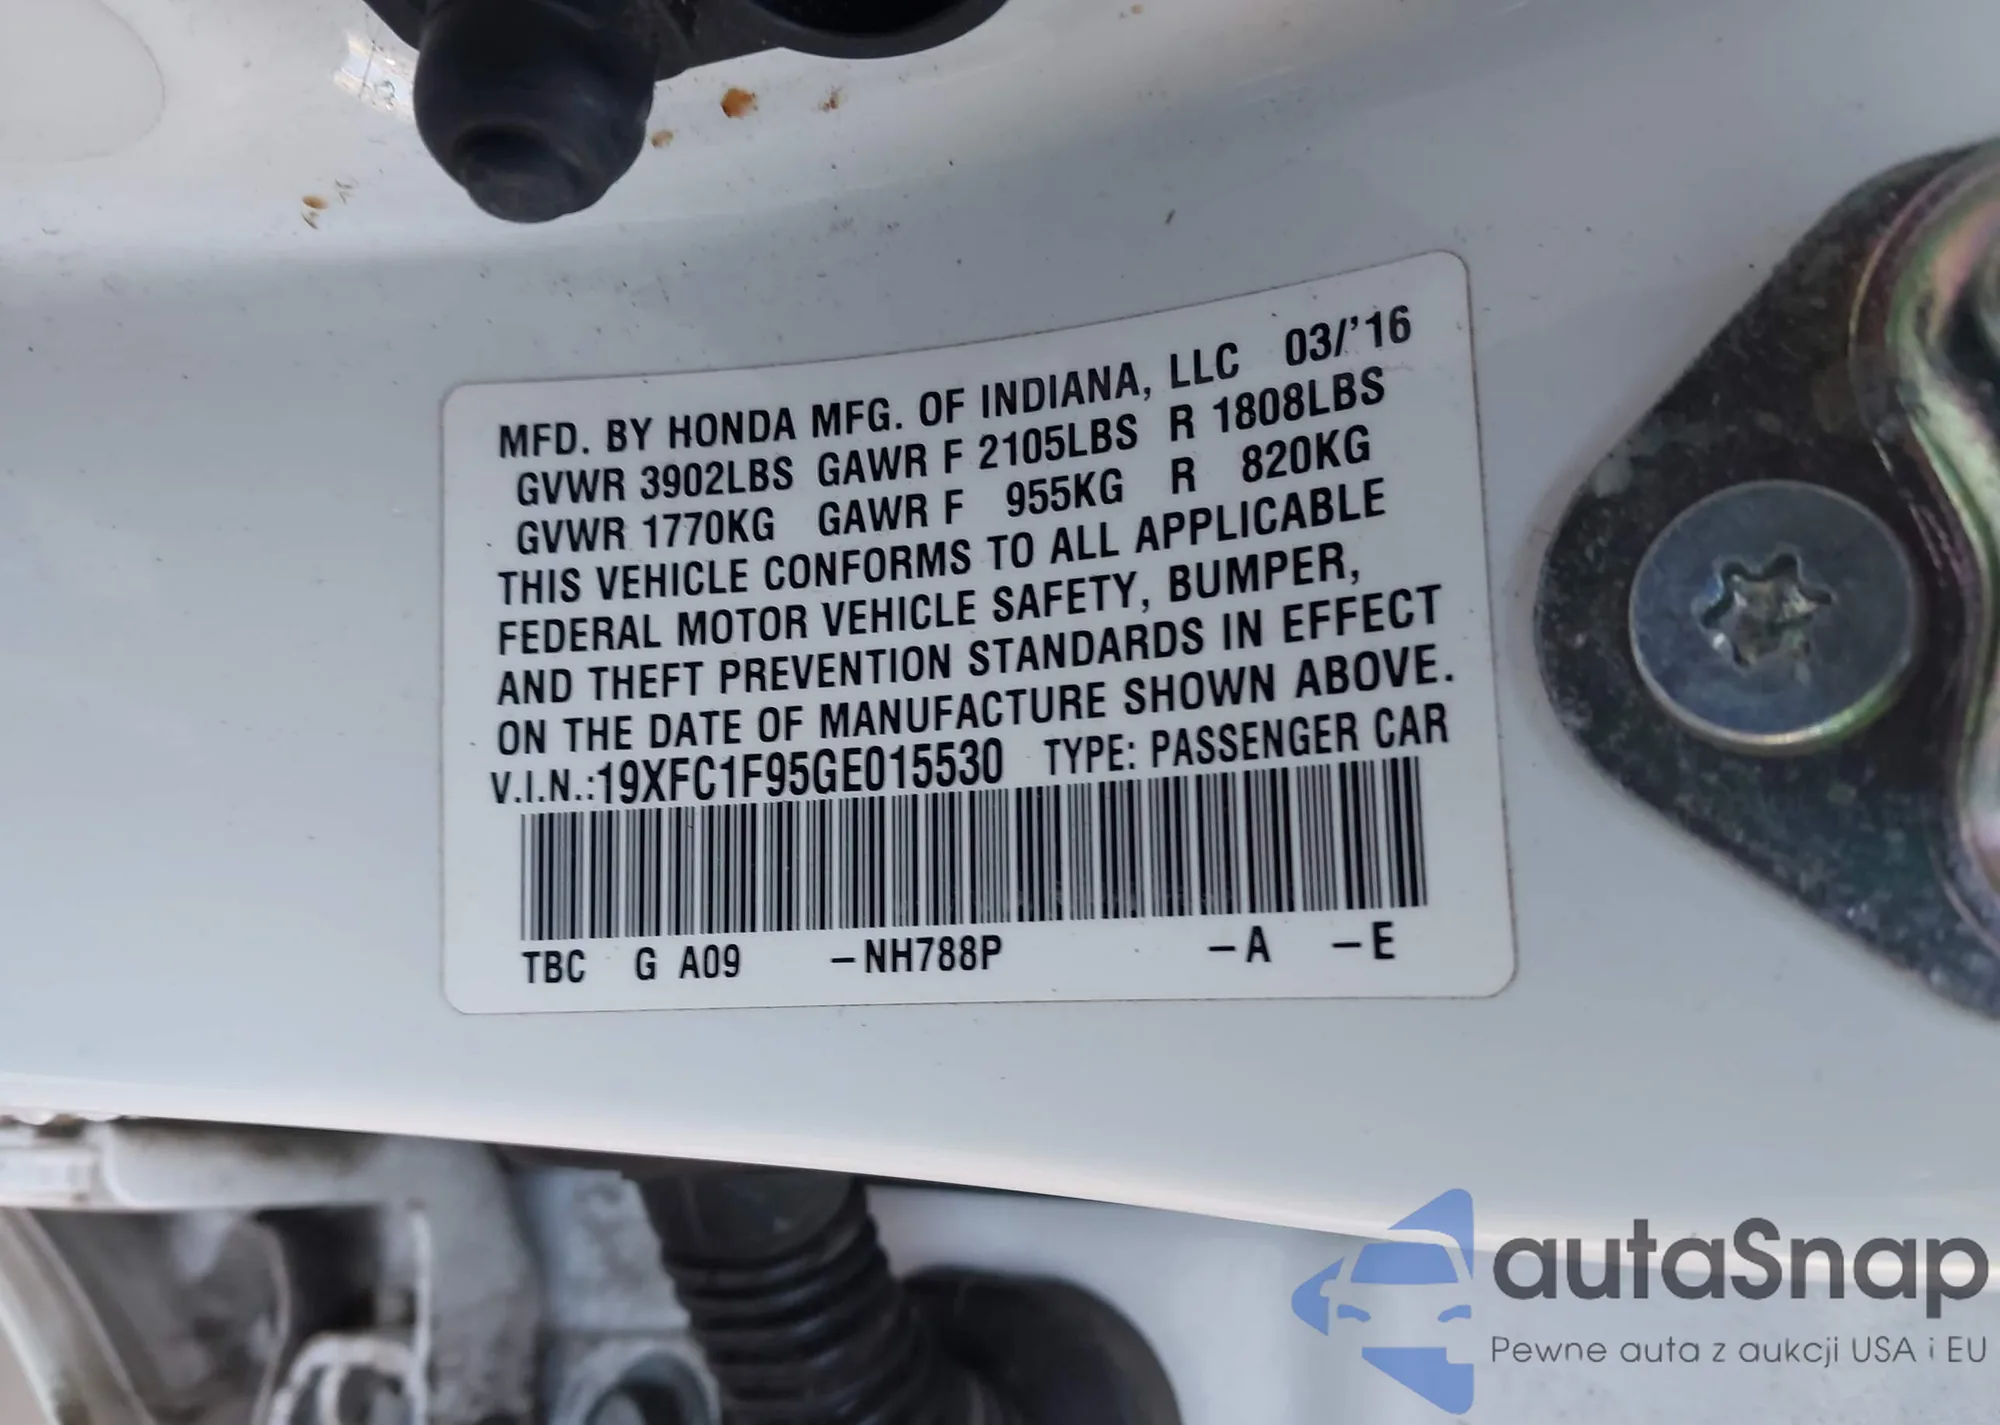 MFD. BY HONDA MFG. OF INDIANA, LLC 03/'16
GVWR 3902LBS GAWR F 2105LBS R 1808LBS
GVWR 1770KG GAWR F 955KG R 820KG
THIS VEHICLE CONFORMS TO ALL APPLICABLE
FEDERAL MOTOR VEHICLE SAFETY, BUMPER,
AND THEFT PREVENTION STANDARDS IN EFFECT
ON THE DATE OF MANUFACTURE SHOWN ABOVE.
V.I.N.:19XFC1F95GE015530 TYPE: PASSENGER CAR
TBC G A09 –NH788P –A –E
autaSnap
Pewne auta z aukcji USA i EU